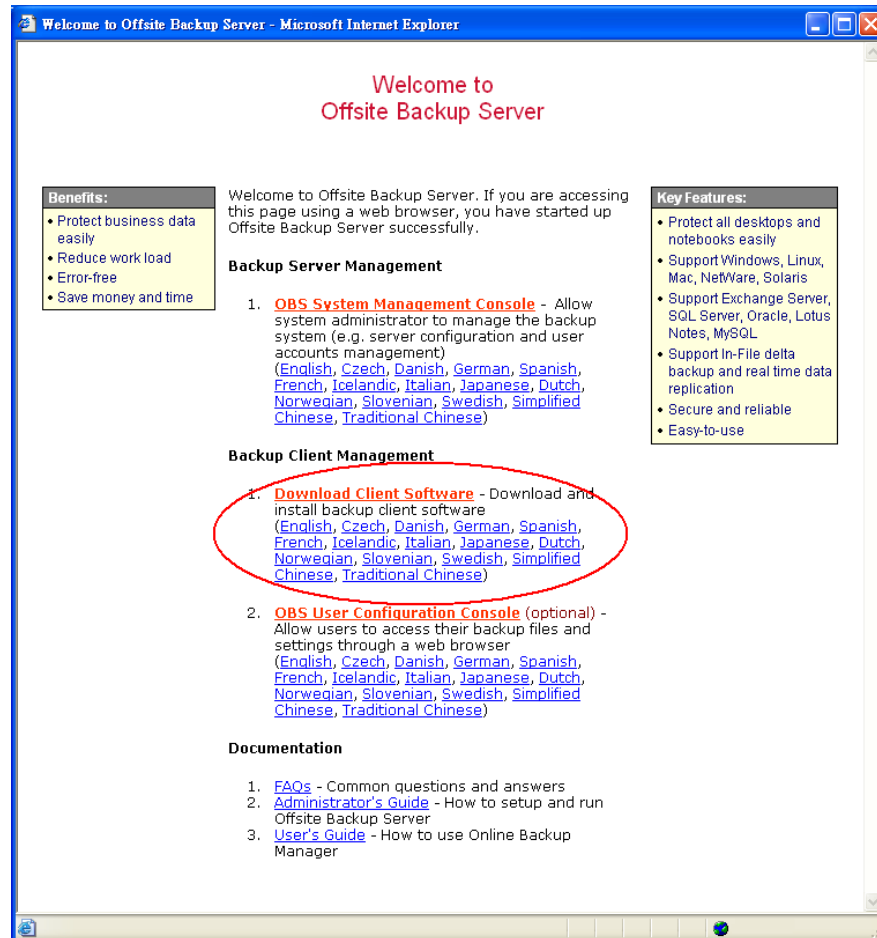 Welcome to Offsite Backup Server - Microsoft Internet Explorer
Welcome to
Offsite Backup Server
Benefits:
• Protect business data
easily
• Reduce work load
• Error-free
• Save money and time
Welcome to Offsite Backup Server. If you are accessing
this page using a web browser, you have started up
Offsite Backup Server successfully.
Backup Server Management
1. OBS System Management Console - Allow
system administrator to manage the backup
system (e.g. server configuration and user
accounts management)
(English, Czech, Danish, German, Spanish,
French, Icelandic, Italian, Japanese, Dutch,
Norwegian, Slovenian, Swedish, Simplified
Chinese, Traditional Chinese)
Backup Client Management
1. Download Client Software - Download and
install backup client software
(English, Czech, Danish, German, Spanish,
French, Icelandic, Italian, Japanese, Dutch,
Norwegian, Slovenian, Swedish, Simplified
Chinese, Traditional Chinese)
2. OBS User Configuration Console (optional) -
Allow users to access their backup files and
settings through a web browser
(English, Czech, Danish, German, Spanish,
French, Icelandic, Italian, Japanese, Dutch,
Norwegian, Slovenian, Swedish, Simplified
Chinese, Traditional Chinese)
Documentation
1. FAQs - Common questions and answers
2. Administrator's Guide - How to setup and run
Offsite Backup Server
3. User's Guide - How to use Online Backup
Manager
Key Features:
• Protect all desktops and
notebooks easily
• Support Windows, Linux,
Mac, NetWare, Solaris
• Support Exchange Server,
SQL Server, Oracle, Lotus
Notes, MySQL
• Support In-File delta
backup and real time data
replication
• Secure and reliable
• Easy-to-use